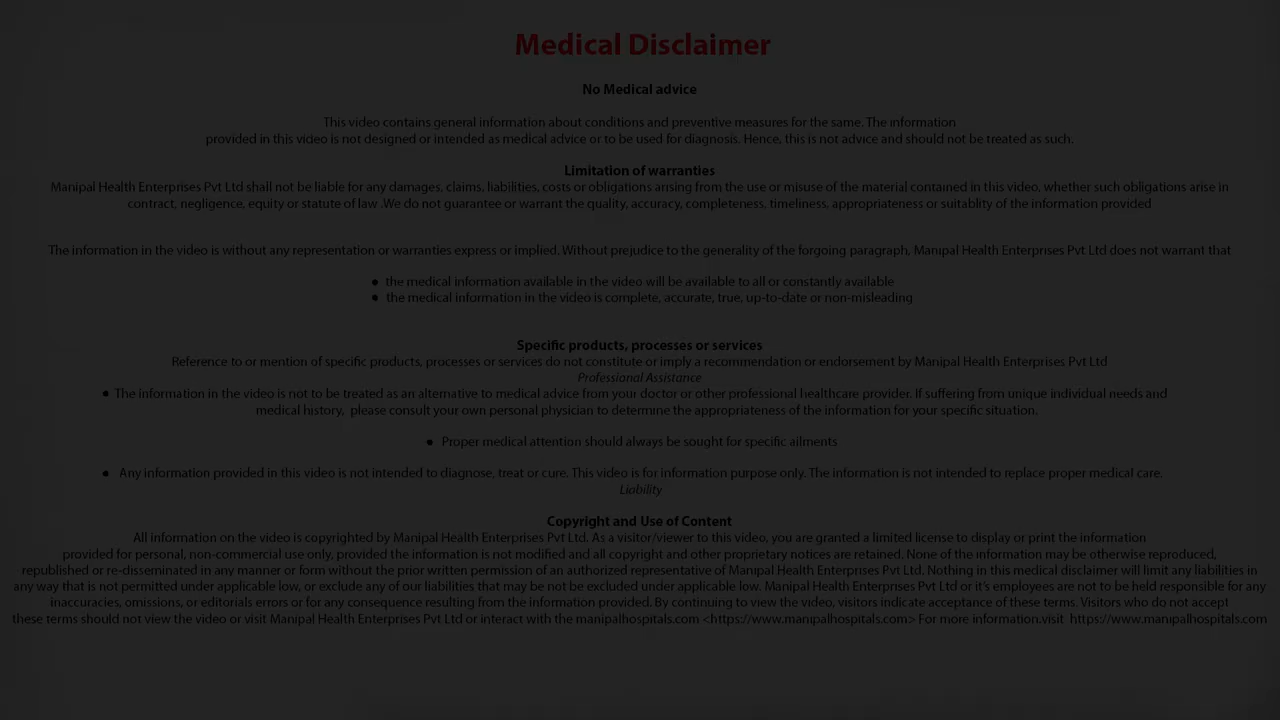 Medical Disclaimer
No Medical advice
This video contains general information about conditions and preventive measures for the same. The information
provided in this video is not designed or intended as medical advice or to be used for diagnosis. Hence, this is not advice and should not be treated as such.
Limitation of warranties
Manipal Health Enterprises Pvt Ltd shall not be liable for any damages, claims, liabilities, costs or obligations arising from the use or misuse of the material contained in this video, whether such obligations arise in
contract, negligence, equity or statute of law .We do not guarantee or warrant the quality, accuracy, completeness, timeliness, appropriateness or suitablity of the information provided
The information in the video is without any representation or warranties express or implied. Without prejudice to the generality of the forgoing paragraph, Manipal Health Enterprises Pvt Ltd does not warrant that
● the medical information available in the video will be available to all or constantly available
● the medical information in the video is complete, accurate, true, up-to-date or non-misleading
Specific products, processes or services
Reference to or mention of specific products, processes or services do not constitute or imply a recommendation or endorsement by Manipal Health Enterprises Pvt Ltd
Professional Assistance
● The information in the video is not to be treated as an alternative to medical advice from your doctor or other professional healthcare provider. If suffering from unique individual needs and
medical history, please consult your own personal physician to determine the appropriateness of the information for your specific situation.
● Proper medical attention should always be sought for specific ailments
● Any information provided in this video is not intended to diagnose, treat or cure. This video is for information purpose only. The information is not intended to replace proper medical care.
Liobility
Copyright and Use of Content
All information on the video is copyrighted by Manipal Health Enterprises Pvt Ltd. As a visitor/viewer to this video, you are granted a limited license to display or print the information
provided for personal, non-commercial use only, provided the information is not modified and all copyright and other proprietary notices are retained. None of the information may be otherwise reproduced,
republished or re-disseminated in any manner or form without the prior written permission of an authorized representative of Manipal Health Enterprises Pvt Ltd. Nothing in this medical disclaimer will limit any liabilities in
any way that is not permitted under applicable low, or exclude any of our liabilities that may be not be excluded under applicable low. Manipal Health Enterprises Pvt Ltd or it's employees are not to be held responsible for any
inaccuracies, omissions, or editorials errors or for any consequence resulting from the information provided. By continuing to view the video, visitors indicate acceptance of these terms. Visitors who do not accept
these terms should not view the video or visit Manipal Health Enterprises Pvt Ltd or interact with the manipalhospitals.com <https://www.manipalhospitals.com> For more information.visit https://www.manipalhospitals.com